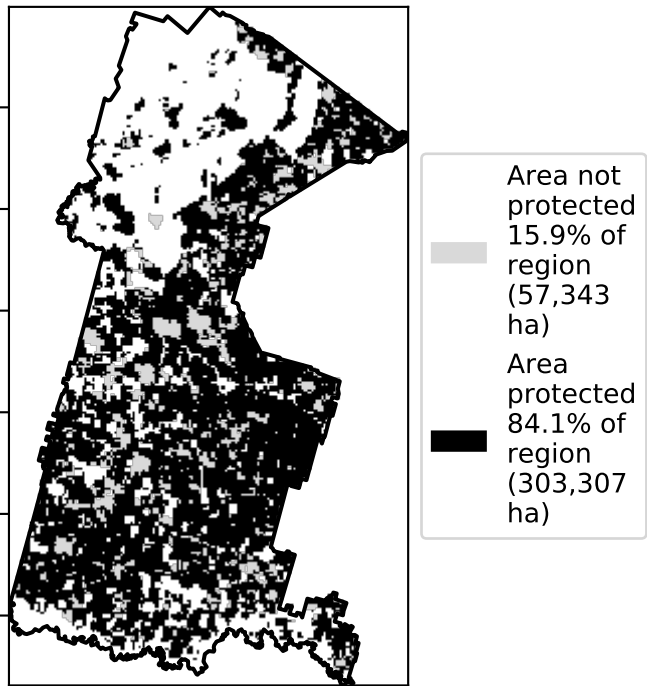 Area not
protected
15.9% of
region
(57,343
ha)
Area
protected
84.1% of
region
(303,307
ha)